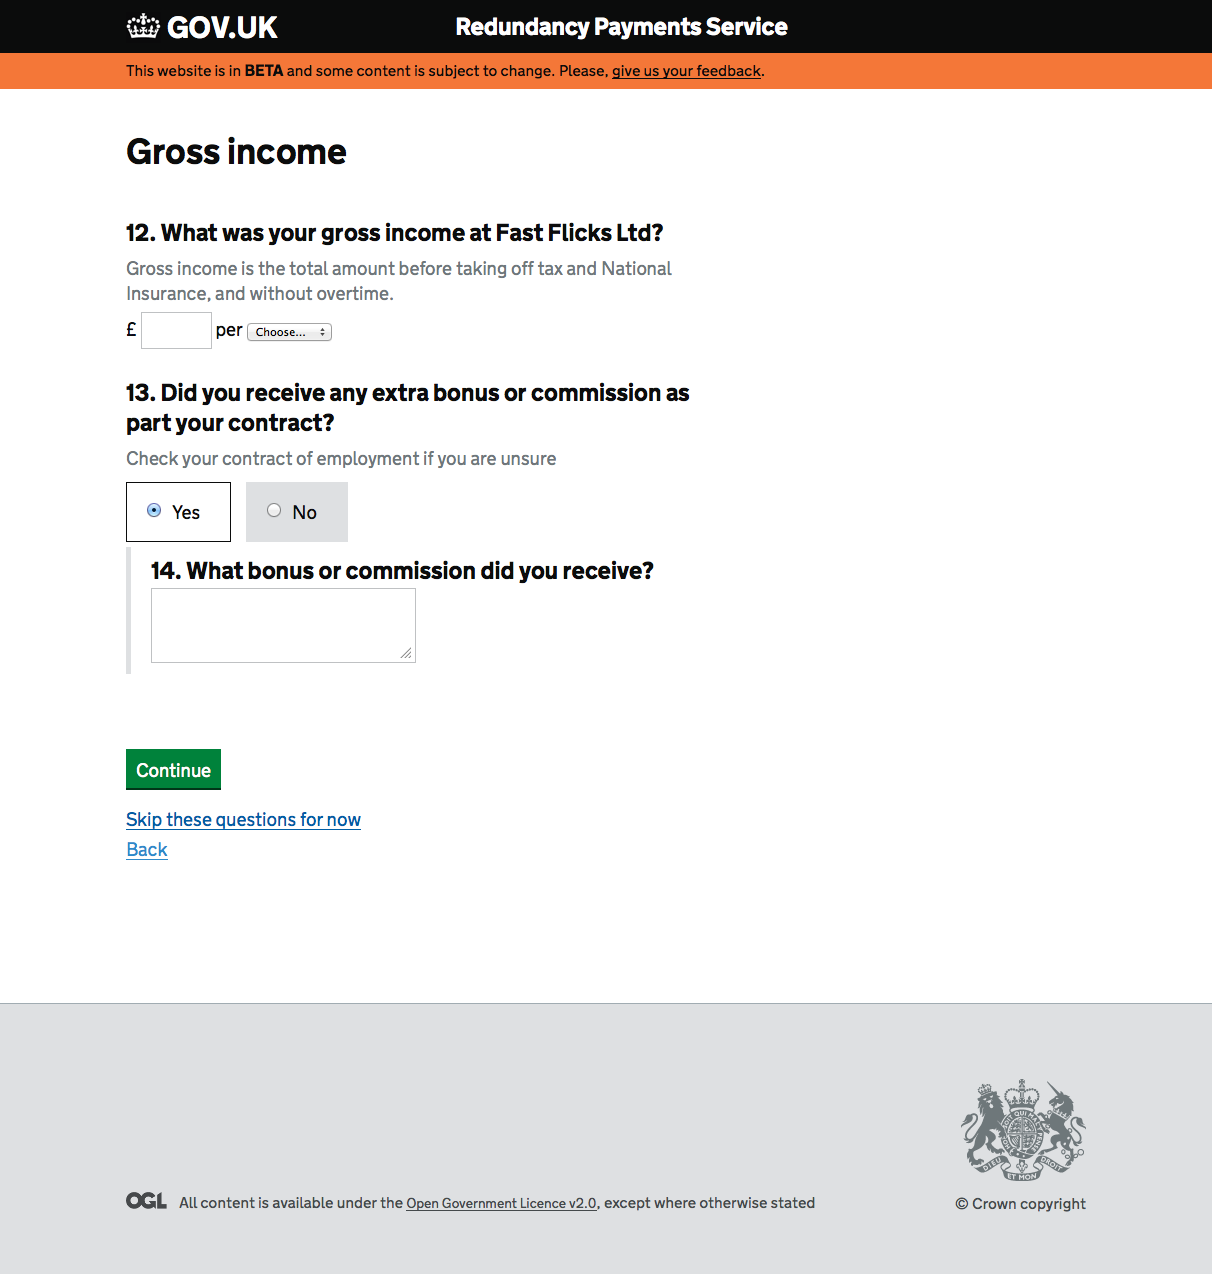 GOV.UK
Redundancy Payments Service
This website is in BETA and some content is subject to change. Please, give us your feedback.
Gross income
12. What was your gross income at Fast Flicks Ltd?
Gross income is the total amount before taking off tax and National
Insurance, and without overtime.
£ per Choose...
13. Did you receive any extra bonus or commission as
part your contract?
Check your contract of employment if you are unsure
Yes No
14. What bonus or commission did you receive?
Continue
Skip these questions for now
Back
DIEU ET MON DROIT
OGL All content is available under the Open Government Licence v2.0, except where otherwise stated
© Crown copyright